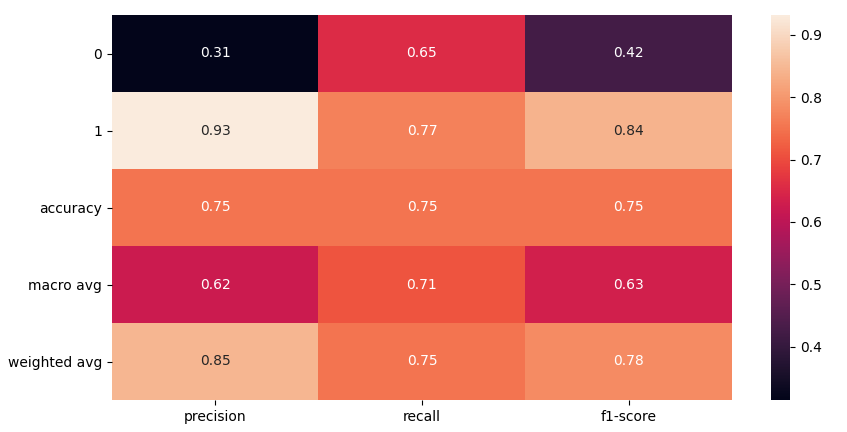 0 0.31 0.65 0.42
1 0.93 0.77 0.84
accuracy 0.75 0.75 0.75
macro avg 0.62 0.71 0.63
weighted avg 0.85 0.75 0.78
precision recall f1-score
0.9
0.8
0.7
0.6
0.5
0.4